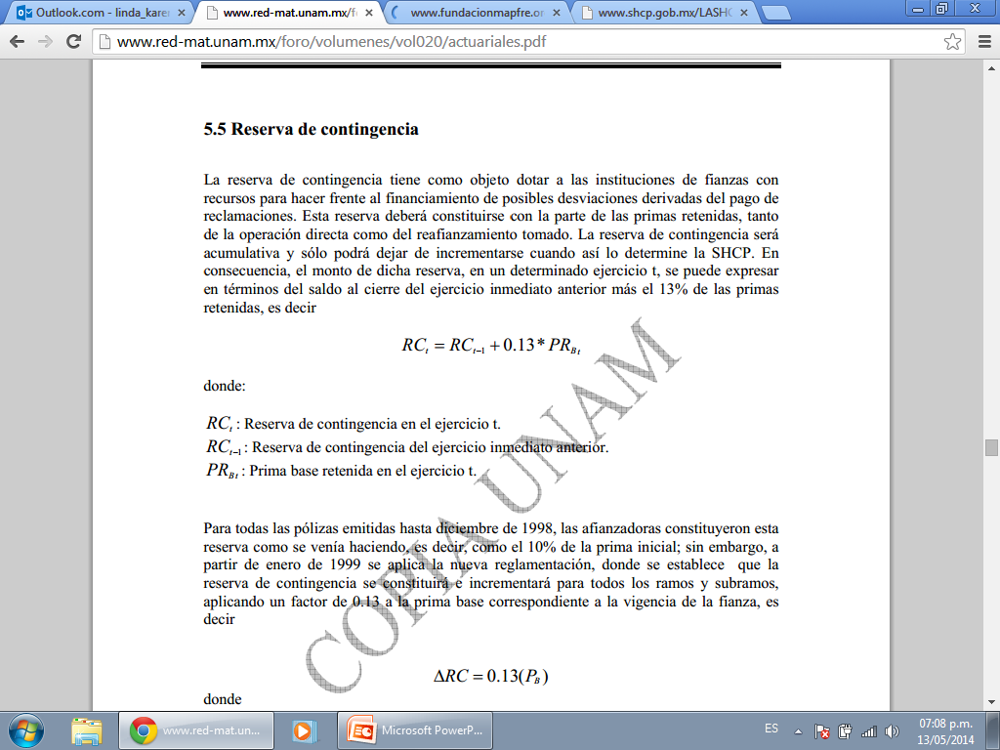 Outlook.com - linda_kare
www.red-mat.unam.mx/f
www.fundacionmapfre.or
www.shcp.gob.mx/LASHC
www.red-mat.unam.mx/foro/volumenes/vol020/actuariales.pdf
5.5 Reserva de contingencia
La reserva de contingencia tiene como objeto dotar a las instituciones de fianzas con
recursos para hacer frente al financiamiento de posibles desviaciones derivadas del pago de
reclamaciones. Esta reserva deberá constituirse con la parte de las primas retenidas, tanto
de la operación directa como del reafianzamiento tomado. La reserva de contingencia será
acumulativa y sólo podrá dejar de incrementarse cuando así lo determine la SHCP. En
consecuencia, el monto de dicha reserva, en un determinado ejercicio t, se puede expresar
en términos del saldo al cierre del ejercicio inmediato anterior más el 13% de las primas
retenidas, es decir
RCₜ = RCₜ₋₁ + 0.13 * PR_{B t}
donde:
RCₜ : Reserva de contingencia en el ejercicio t.
RCₜ₋₁ : Reserva de contingencia del ejercicio inmediato anterior.
PR_{B t} : Prima base retenida en el ejercicio t.
Para todas las pólizas emitidas hasta diciembre de 1998, las afianzadoras constituyeron esta
reserva como se venía haciendo, es decir, como el 10% de la prima inicial; sin embargo, a
partir de enero de 1999 se aplica la nueva reglamentación, donde se establece que la
reserva de contingencia se constituirá e incrementará para todos los ramos y subramos,
aplicando un factor de 0.13 a la prima base correspondiente a la vigencia de la fianza, es
decir
ΔRC = 0.13(P_B)
donde
COPIA UNAM
www.red-mat.un...
Microsoft PowerP...
ES
07:08 p.m.
13/05/2014